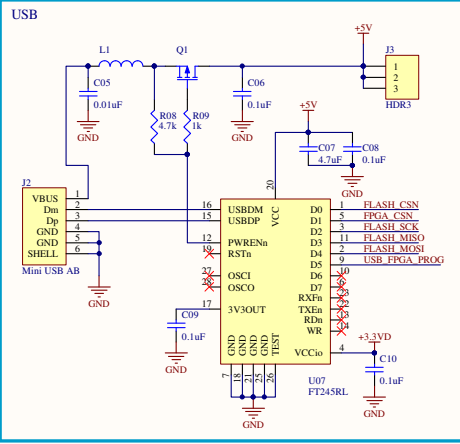 USB
+5V
L1
Q1
J3
1
2
3
HDR3
C05
0.01uF
GND
C06
0.1uF
GND
R08
4.7k
R09
1k
+5V
C07
4.7uF
C08
0.1uF
GND
J2
VBUS 1
Dm 2
Dp 3
GND 4
GND 5
SHELL 6
Mini USB AB
GND
20
VCC
16 USBDM
15 USBDP
12 PWRENn
19 RSTn
27 OSCI
28 OSCO
17 3V3OUT
D0 1 FLASH_CSN
D1 5 FPGA_CSN
D2 3 FLASH_SCK
D3 11 FLASH_MISO
D4 2 FLASH_MOSI
D5 9 USB_FPGA_PROG
D6 10
D7 6
RXFn 23
TXEn 22
RDn 13
WR 14
VCCio 4
+3.3VD
C09
0.1uF
GND
C10
0.1uF
GND
GND GND GND GND TEST
7 18 21 25 26
GND
U07
FT245RL